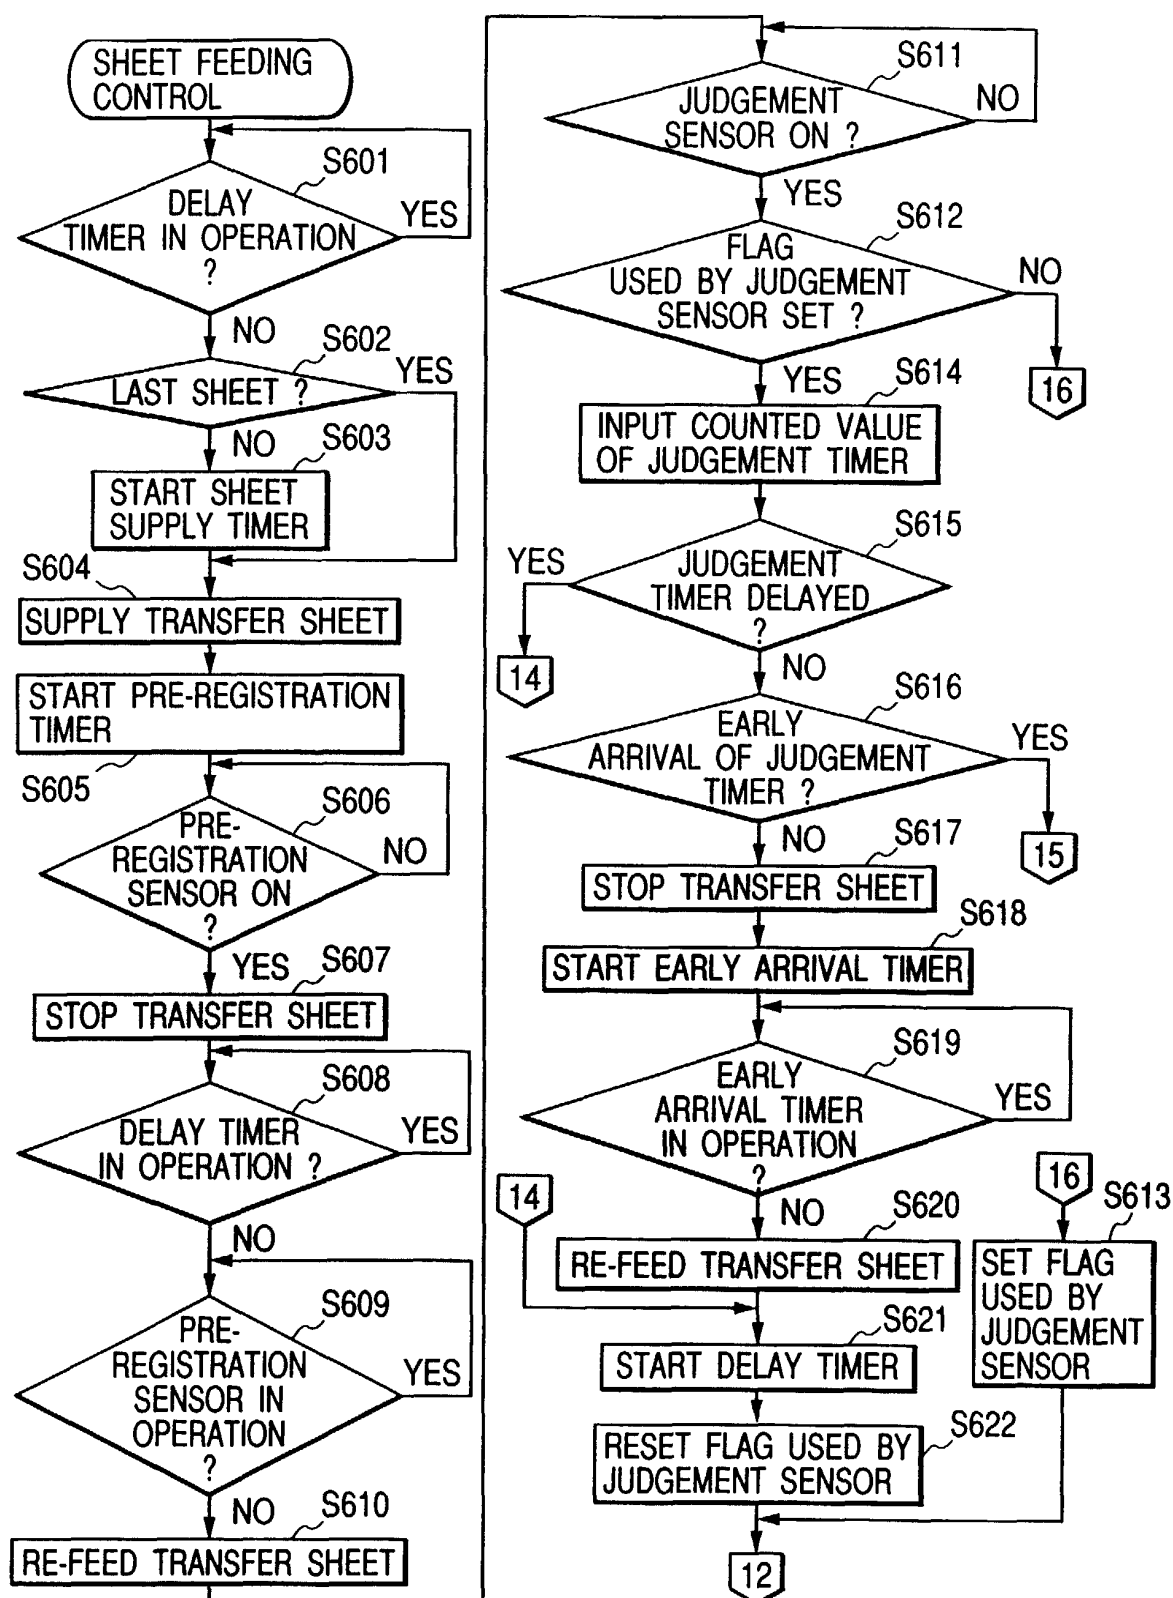 SHEET FEEDING
CONTROL
S601
DELAY
TIMER IN OPERATION
?
YES
NO
S602
LAST SHEET ?
YES
NO
S603
START SHEET
SUPPLY TIMER
S604
SUPPLY TRANSFER SHEET
START PRE-REGISTRATION
TIMER
S605
S606
PRE-
REGISTRATION
SENSOR ON
?
NO
YES
S607
STOP TRANSFER SHEET
S608
DELAY TIMER
IN OPERATION ?
YES
NO
S609
PRE-
REGISTRATION
SENSOR IN
OPERATION
?
YES
NO
S610
RE-FEED TRANSFER SHEET
S611
JUDGEMENT
SENSOR ON ?
NO
YES
S612
FLAG
USED BY JUDGEMENT
SENSOR SET ?
NO
16
YES
S614
INPUT COUNTED VALUE
OF JUDGEMENT TIMER
S615
JUDGEMENT
TIMER DELAYED
?
YES
14
NO
S616
EARLY
ARRIVAL OF JUDGEMENT
TIMER ?
YES
15
NO
S617
STOP TRANSFER SHEET
S618
START EARLY ARRIVAL TIMER
S619
EARLY
ARRIVAL TIMER
IN OPERATION
?
YES
14
NO
S620
RE-FEED TRANSFER SHEET
16
S613
SET FLAG
USED BY
JUDGEMENT
SENSOR
S621
START DELAY TIMER
S622
RESET FLAG USED BY
JUDGEMENT SENSOR
12